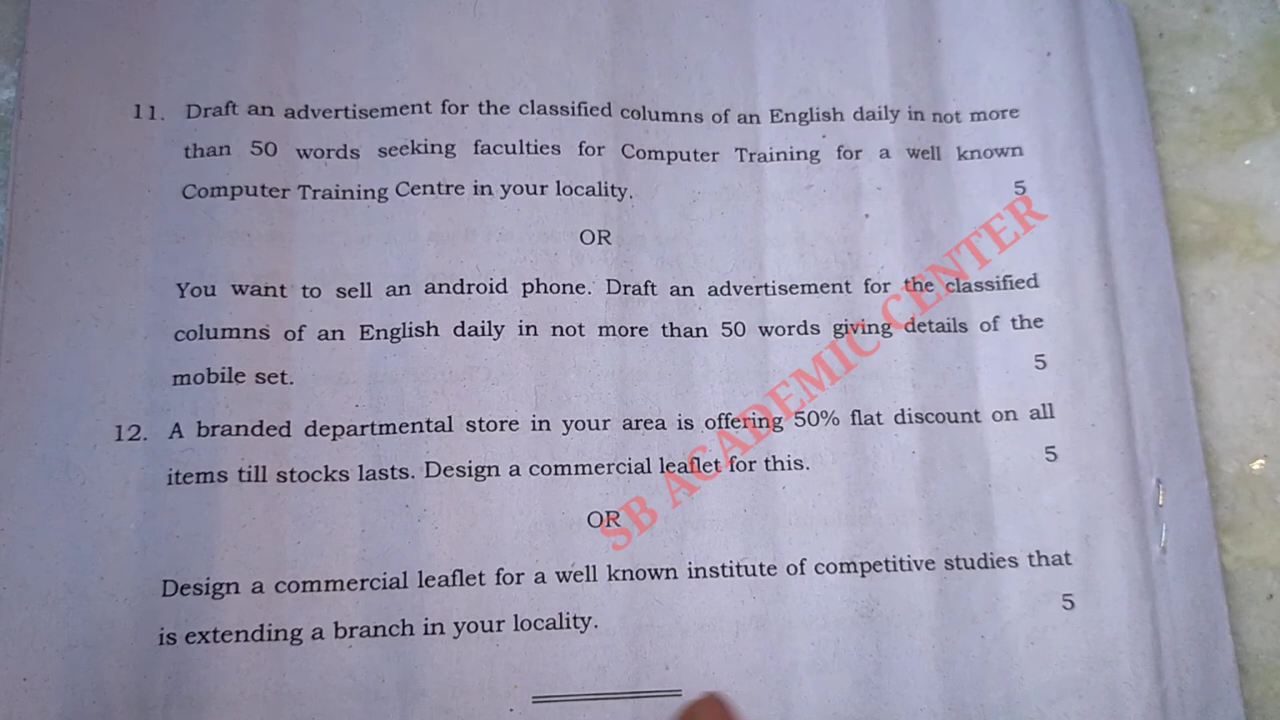 11. Draft an advertisement for the classified columns of an English daily in not more
than 50 words seeking faculties for Computer Training for a well known
Computer Training Centre in your locality. 5
OR
You want to sell an android phone. Draft an advertisement for the classified
columns of an English daily in not more than 50 words giving details of the
mobile set. 5
12. A branded departmental store in your area is offering 50% flat discount on all
items till stocks lasts. Design a commercial leaflet for this. 5
OR
Design a commercial leaflet for a well known institute of competitive studies that
is extending a branch in your locality. 5
SB ACADEMIC CENTER